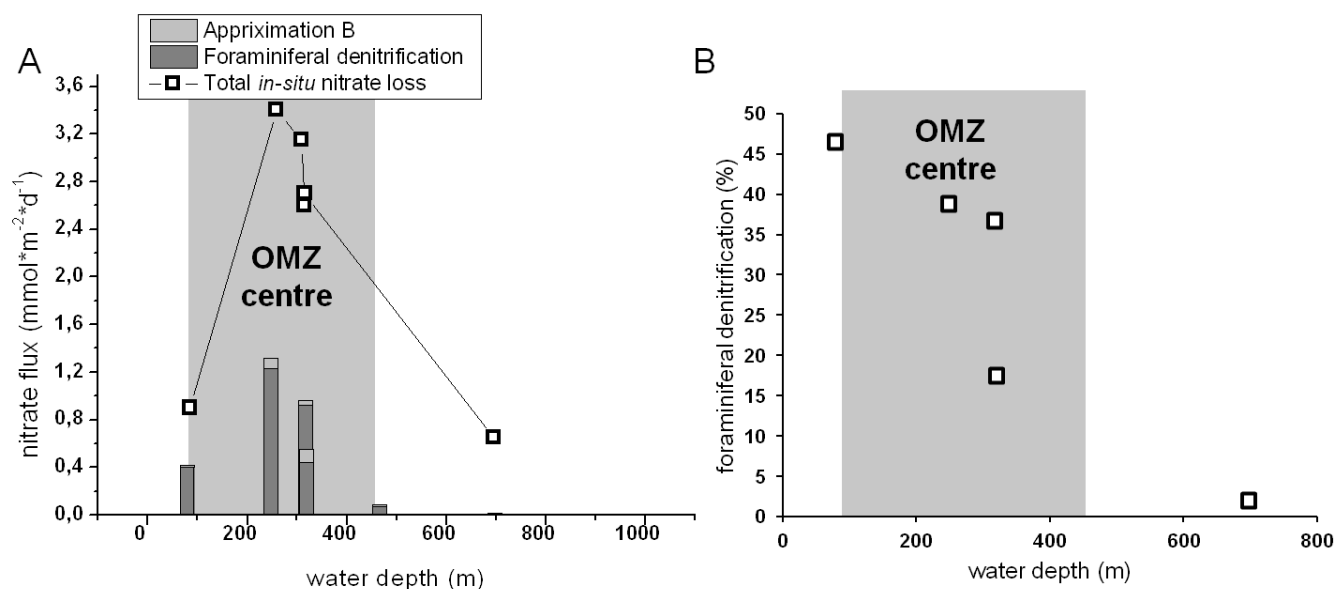 A
Appriximation B
Foraminiferal denitrification
Total in-situ nitrate loss
3,6
3,2
2,8
2,4
2,0
1,6
1,2
0,8
0,4
0,0
nitrate flux (mmol*m-2*d-1)
OMZ
centre
0
200
400
600
800
1000
water depth (m)
B
50
45
40
35
30
25
20
15
10
5
0
foraminiferal denitrification (%)
OMZ
centre
0
200
400
600
800
water depth (m)